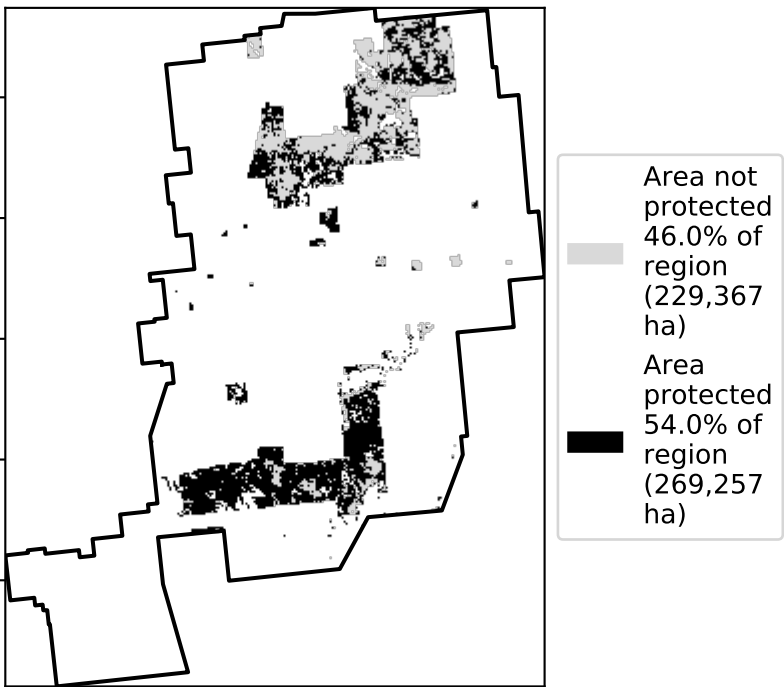 Area not
protected
46.0% of
region
(229,367
ha)
Area
protected
54.0% of
region
(269,257
ha)